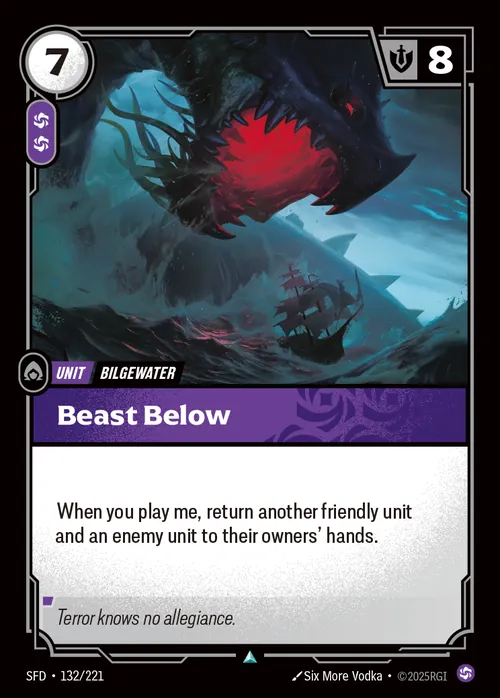 7
8
UNIT BILGEWATER
Beast Below
When you play me, return another friendly unit
and an enemy unit to their owners' hands.
Terror knows no allegiance.
SFD • 132/221 Six More Vodka • ©2025RGI